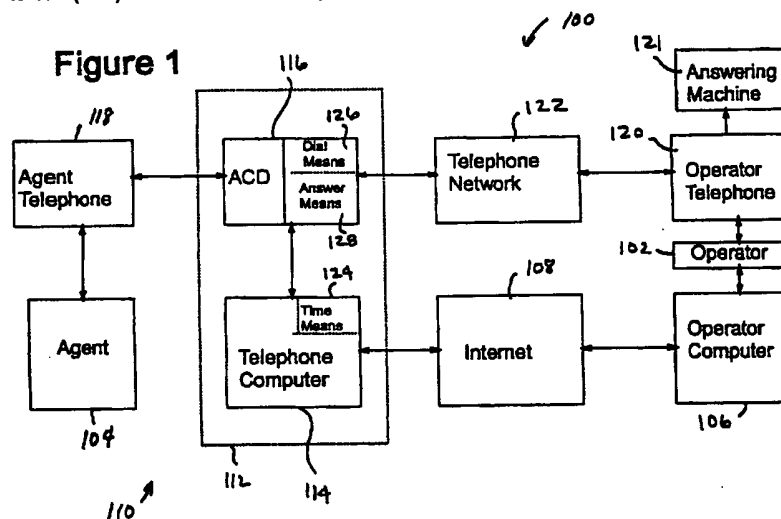 100
Figure 1
116
121
Answering
Machine
118
126
122
120
Agent
Telephone
ACD
Dial
Means
Answer
Means
128
Telephone
Network
Operator
Telephone
102
Operator
124
108
Time
Means
Agent
Telephone
Computer
Internet
Operator
Computer
104
106
112
114
110